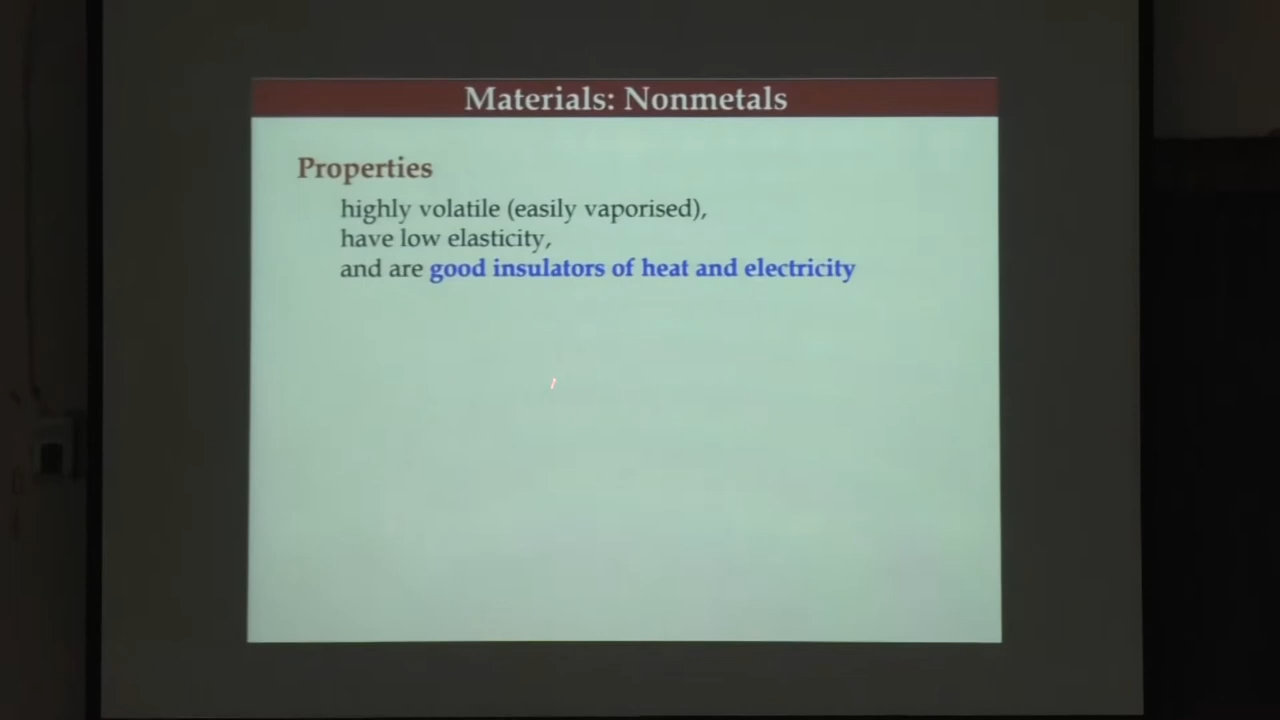 Materials: Nonmetals
Properties
highly volatile (easily vaporised),
have low elasticity,
and are good insulators of heat and electricity